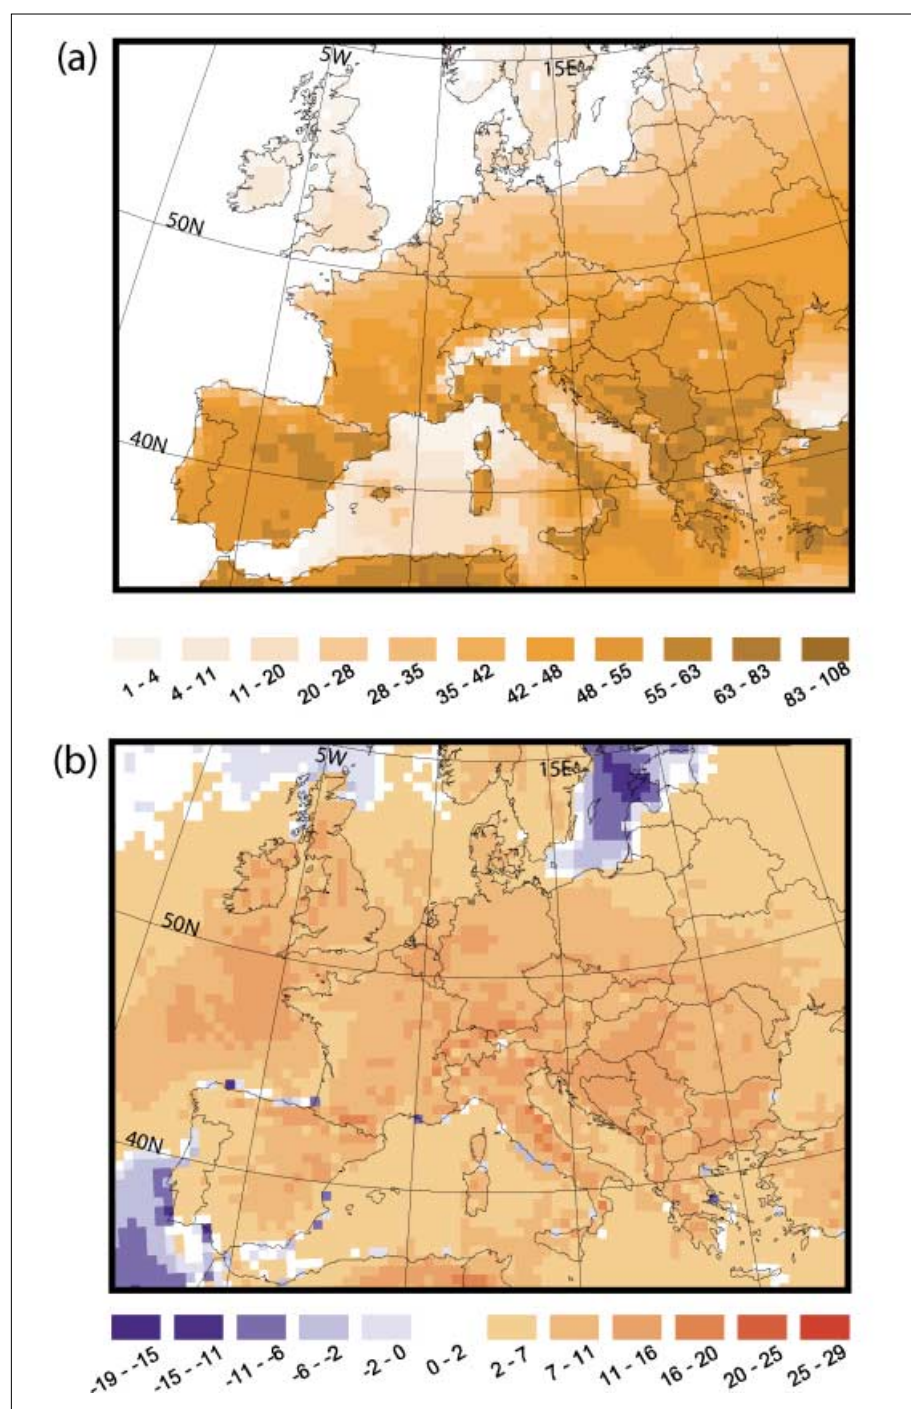 (a)
5W
15E
50N
40N
1 - 4
4 - 11
11 - 20
20 - 28
28 - 35
35 - 42
42 - 48
48 - 55
55 - 63
63 - 83
83 - 108
(b)
5W
15E
50N
40N
-19 - -15
-15 - -11
-11 - -6
-6 - -2
-2 - 0
0 - 2
2 - 7
7 - 11
11 - 16
16 - 20
20 - 25
25 - 29